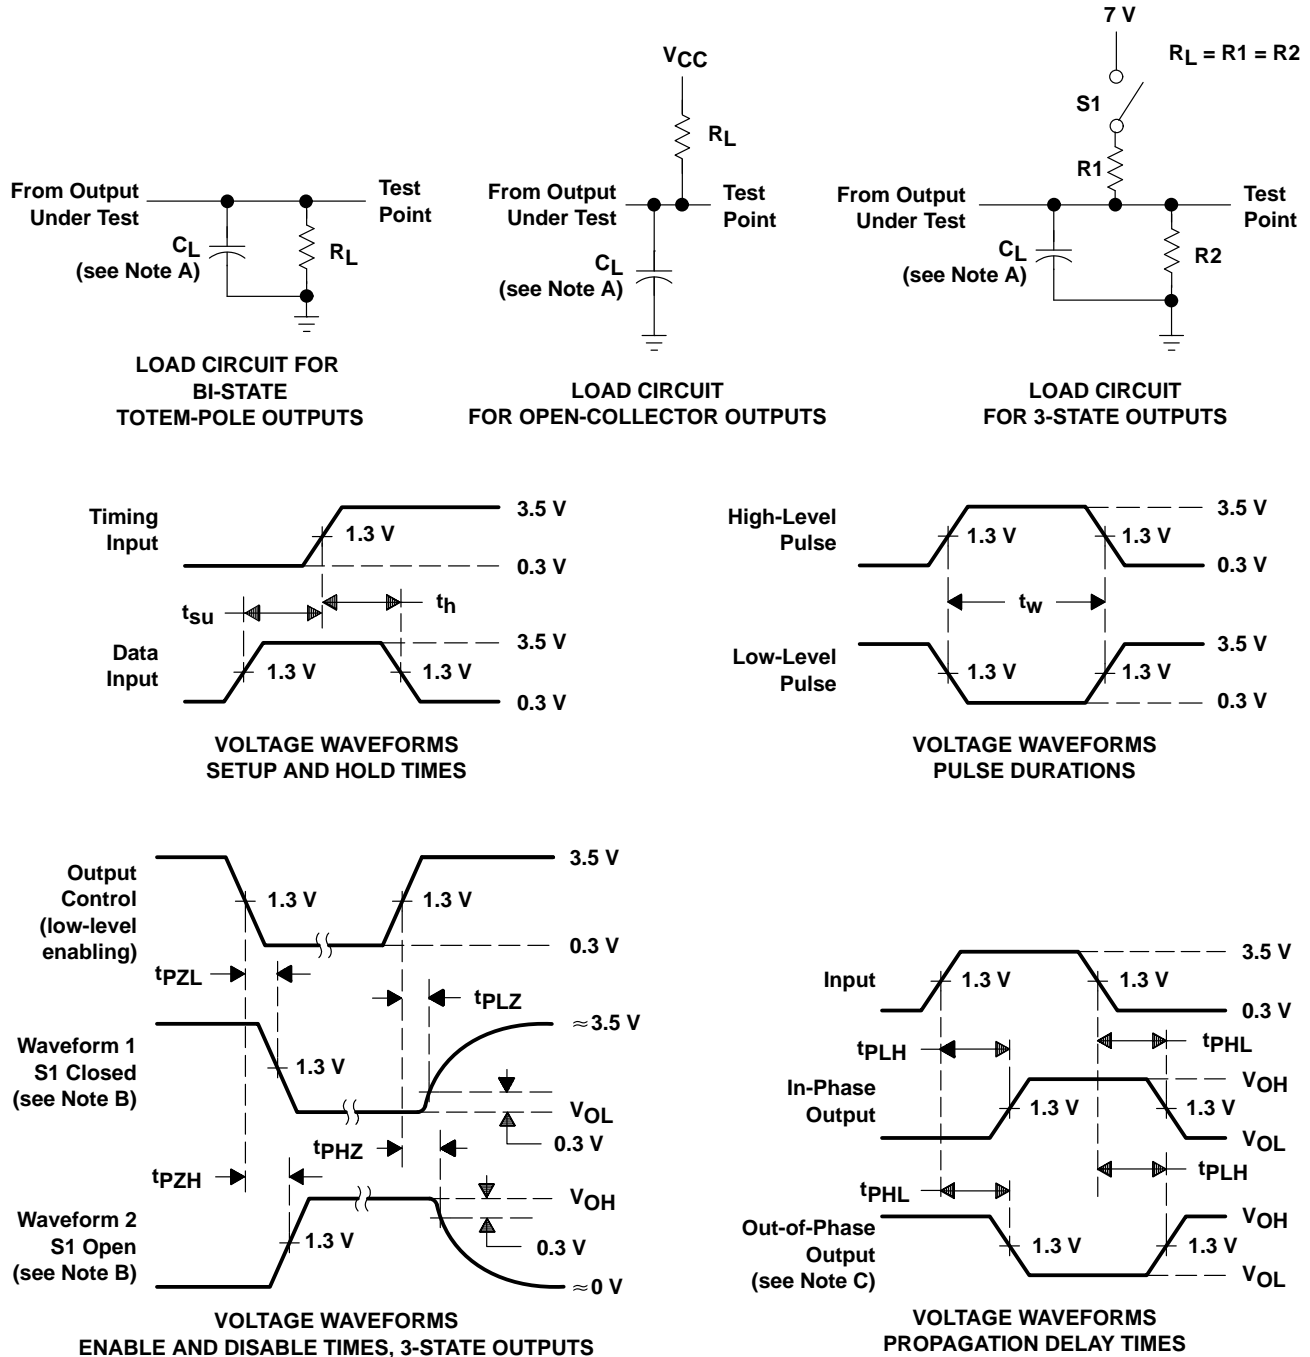 7 V
RL = R1 = R2
S1
R1
From Output
Under Test
Test
Point
CL
(see Note A)
R2
LOAD CIRCUIT
FOR 3-STATE OUTPUTS
VCC
RL
From Output
Under Test
Test
Point
CL
(see Note A)
LOAD CIRCUIT
FOR OPEN-COLLECTOR OUTPUTS
From Output
Under Test
Test
Point
CL
(see Note A)
RL
LOAD CIRCUIT FOR
BI-STATE
TOTEM-POLE OUTPUTS
Timing
Input
3.5 V
1.3 V
0.3 V
tsu
th
Data
Input
3.5 V
1.3 V
1.3 V
0.3 V
VOLTAGE WAVEFORMS
SETUP AND HOLD TIMES
High-Level
Pulse
3.5 V
1.3 V
1.3 V
0.3 V
tw
Low-Level
Pulse
3.5 V
1.3 V
1.3 V
0.3 V
VOLTAGE WAVEFORMS
PULSE DURATIONS
Output
Control
(low-level
enabling)
3.5 V
1.3 V
1.3 V
0.3 V
tPZL
tPLZ
Waveform 1
S1 Closed
(see Note B)
≈3.5 V
1.3 V
VOL
0.3 V
tPHZ
tPZH
Waveform 2
S1 Open
(see Note B)
VOH
1.3 V
0.3 V
≈0 V
VOLTAGE WAVEFORMS
ENABLE AND DISABLE TIMES, 3-STATE OUTPUTS
Input
3.5 V
1.3 V
1.3 V
0.3 V
tPLH
tPHL
In-Phase
Output
VOH
1.3 V
1.3 V
VOL
tPHL
tPLH
Out-of-Phase
Output
(see Note C)
VOH
1.3 V
1.3 V
VOL
VOLTAGE WAVEFORMS
PROPAGATION DELAY TIMES